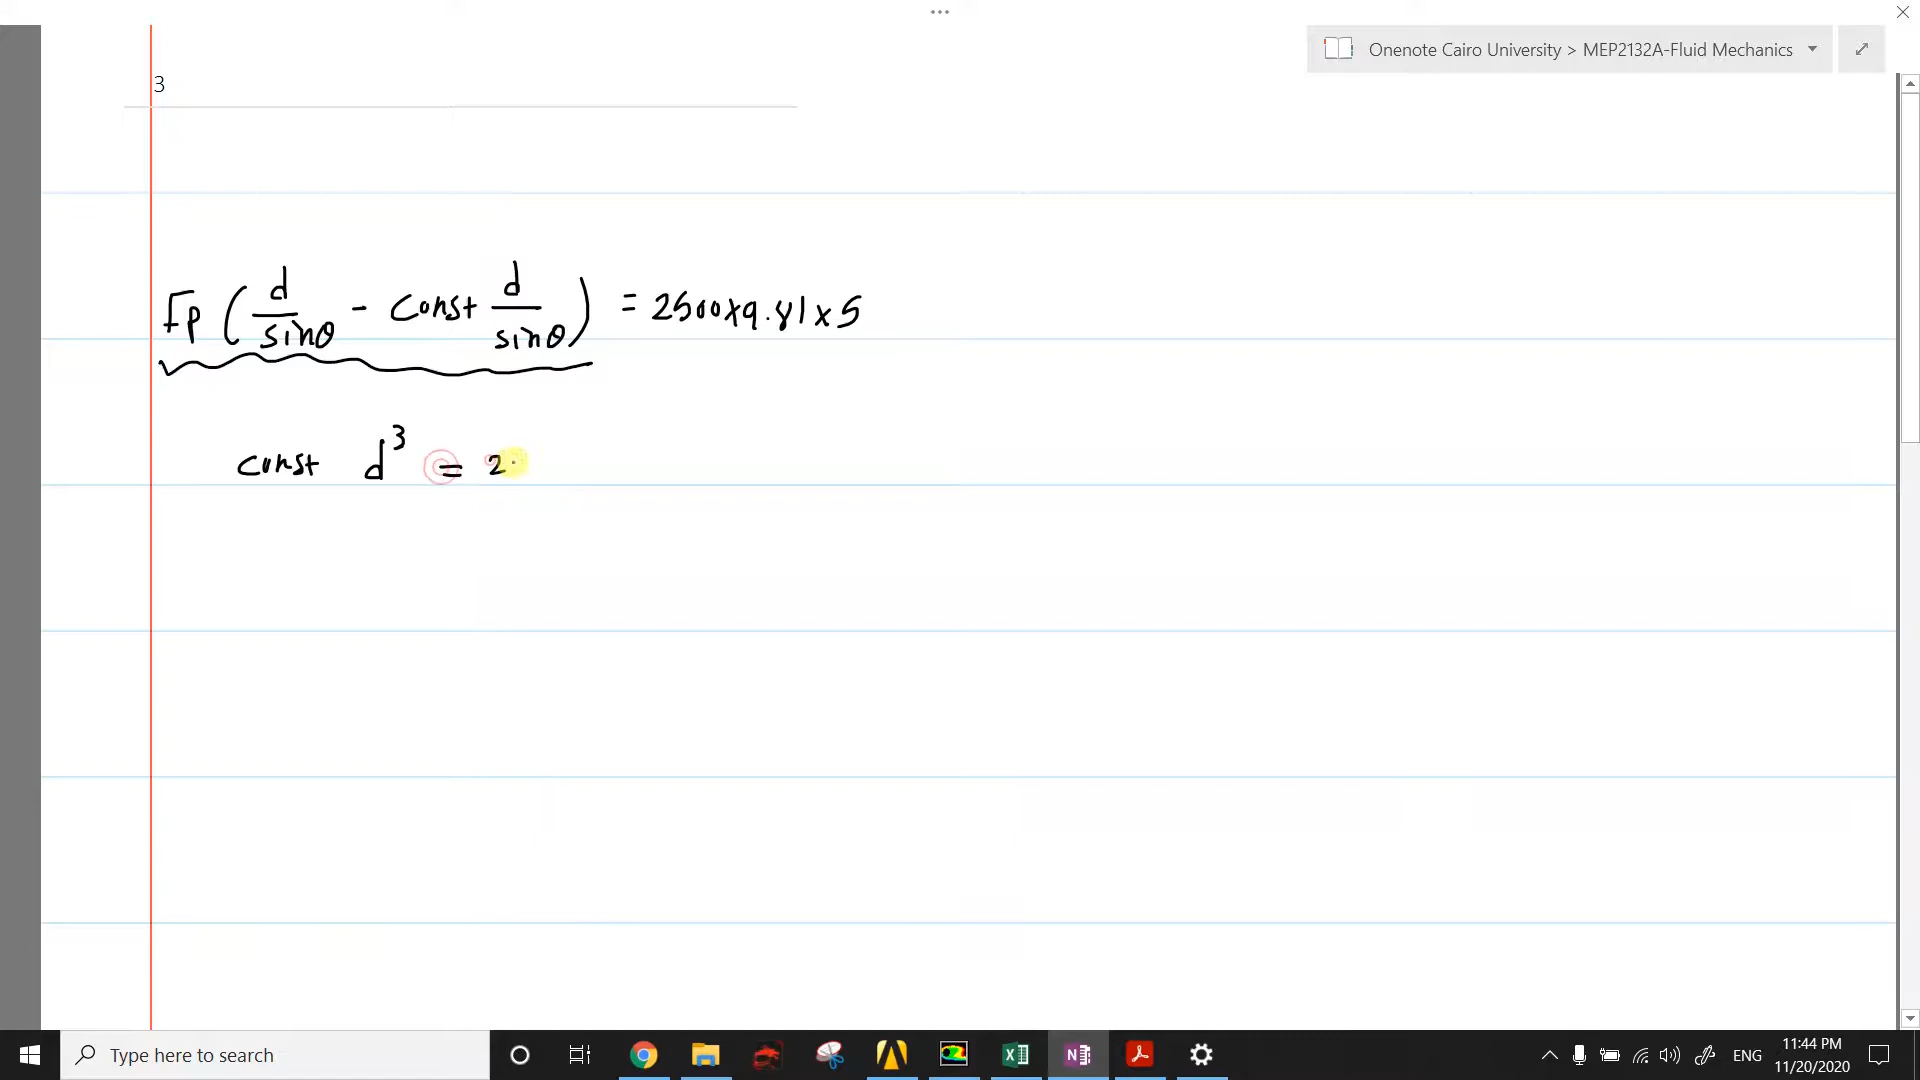 Onenote Cairo University > MEP2132A-Fluid Mechanics
3
Fp ( d/sinθ - const d/sinθ ) = 2500x9.81x5
const d³ = 2
Type here to search
ENG
11:44 PM
11/20/2020